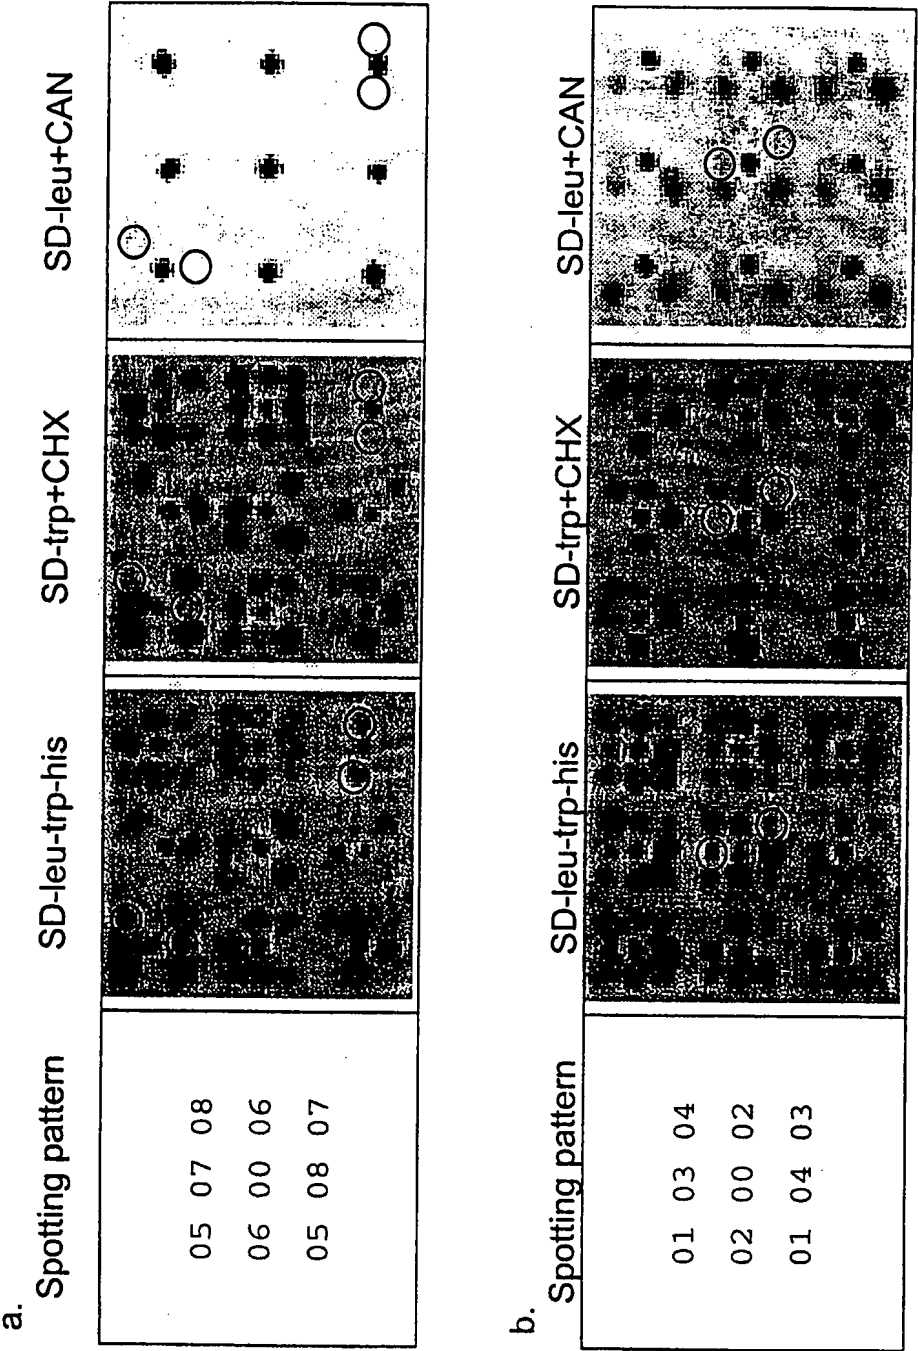 a.
Spotting pattern SD-leu-trp-his SD-trp+CHX SD-leu+CAN
05 07 08
06 00 06
05 08 07
b.
Spotting pattern SD-leu-trp-his SD-trp+CHX SD-leu+CAN
01 03 04
02 00 02
01 04 03